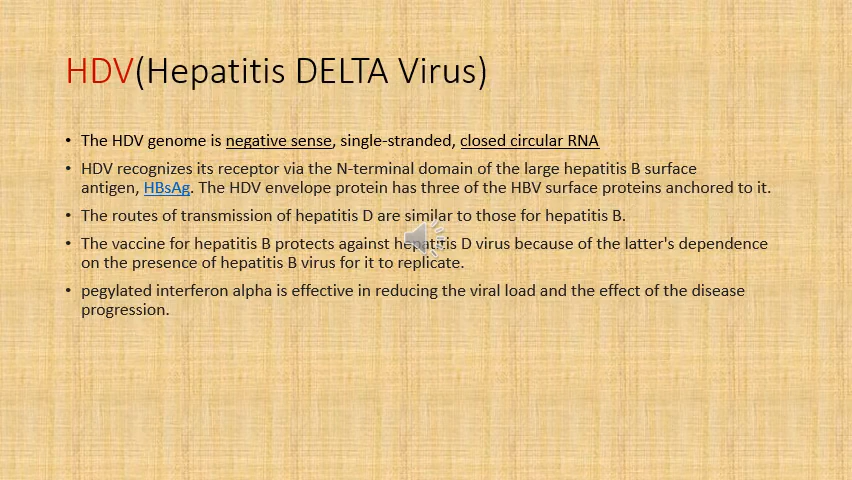 HDV(Hepatitis DELTA Virus)
• The HDV genome is negative sense, single-stranded, closed circular RNA
• HDV recognizes its receptor via the N-terminal domain of the large hepatitis B surface
antigen, HBsAg. The HDV envelope protein has three of the HBV surface proteins anchored to it.
• The routes of transmission of hepatitis D are similar to those for hepatitis B.
• The vaccine for hepatitis B protects against hepatitis D virus because of the latter's dependence
on the presence of hepatitis B virus for it to replicate.
• pegylated interferon alpha is effective in reducing the viral load and the effect of the disease
progression.